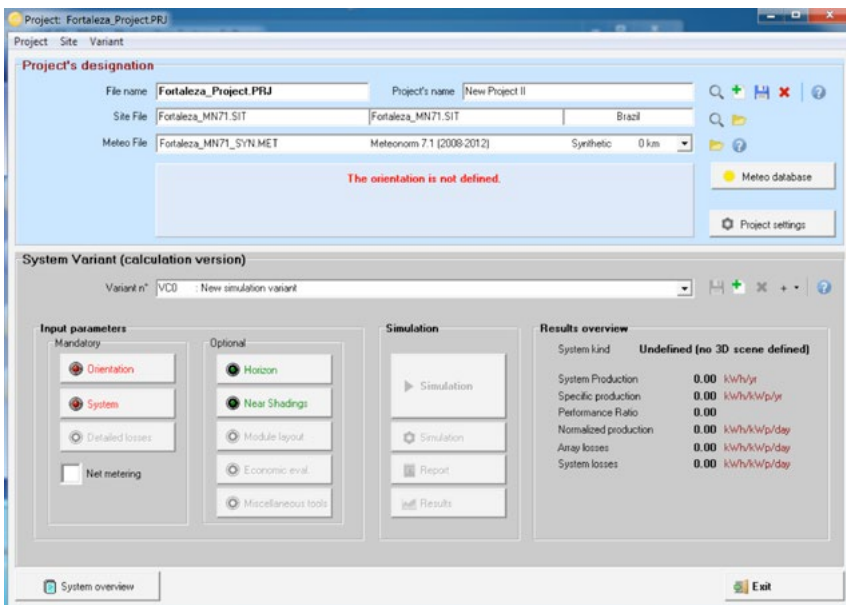 Project: Fortaleza_Project.PRJ
Project Site Variant
Project's designation
File name Fortaleza_Project.PRJ Project's name New Project II
Site File Fortaleza_MN71.SIT Fortaleza_MN71.SIT Brazil
Meteo File Fortaleza_MN71_SYN.MET Meteonorm 7.1 (2008-2012) Synthetic 0 km
The orientation is not defined.
Meteo database
Project settings
System Variant (calculation version)
Variant n° VC0 : New simulation variant
Input parameters
Mandatory
Orientation
System
Detailed losses
Net metering
Optional
Horizon
Near Shadings
Module layout
Economic eval.
Miscellaneous tools
Simulation
Simulation
Simulation
Report
Results
Results overview
System kind Undefined (no 3D scene defined)
System Production 0.00 kWh/yr
Specific production 0.00 kWh/kWp/yr
Performance Ratio 0.00
Normalized production 0.00 kWh/kWp/day
Array losses 0.00 kWh/kWp/day
System losses 0.00 kWh/kWp/day
System overview
Exit